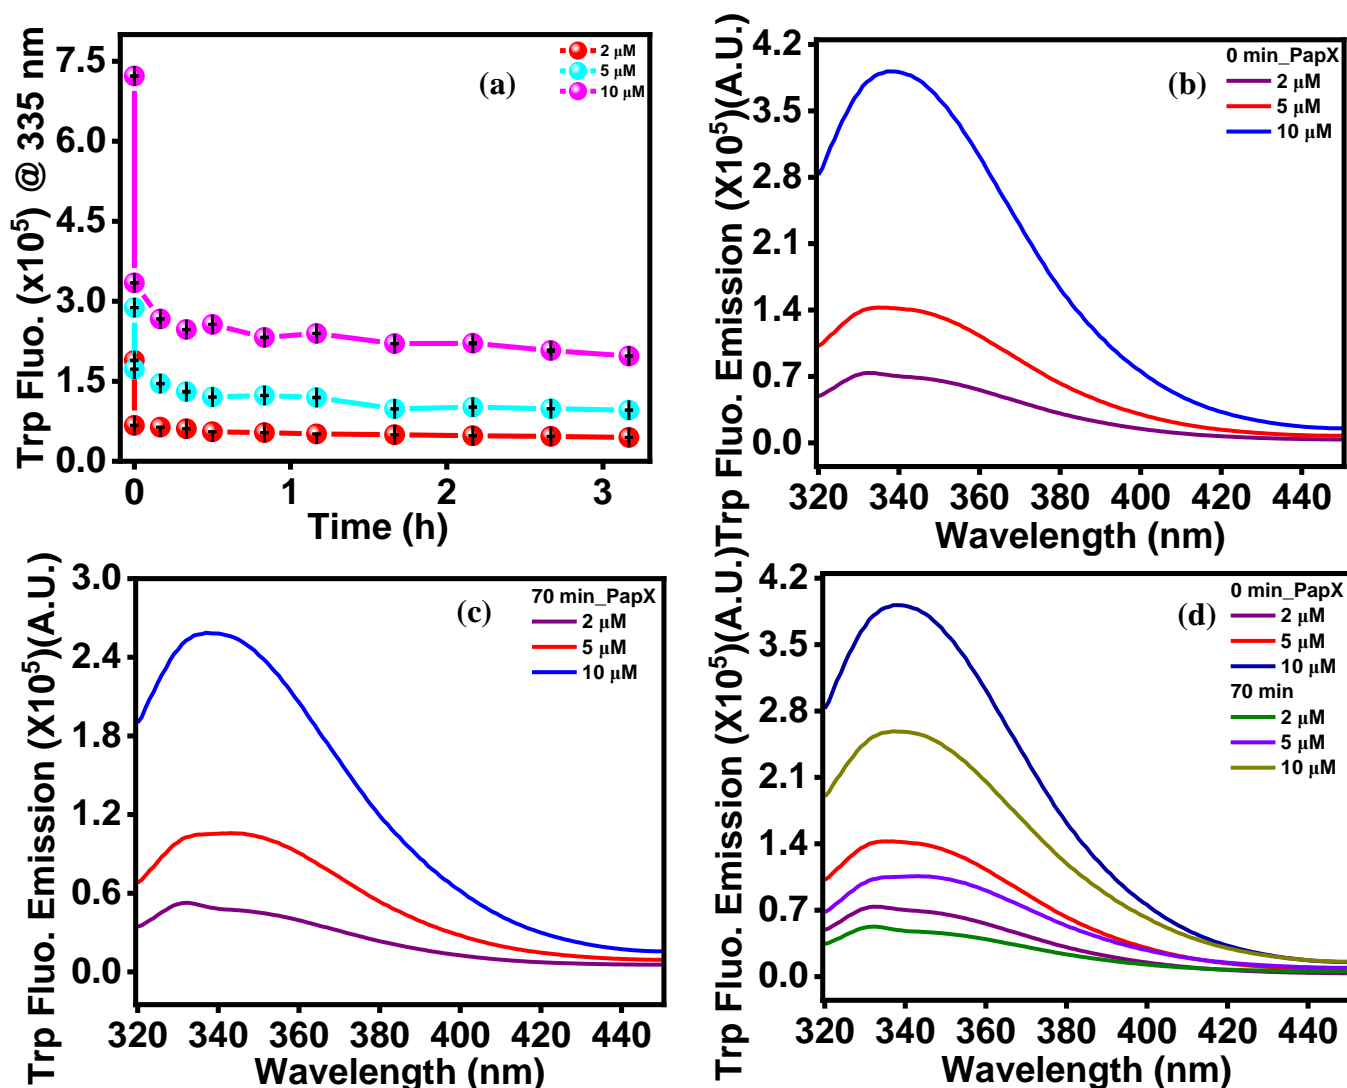 Trp Fluo. (x10⁵) @ 335 nm
7.5
6.0
4.5
3.0
1.5
0.0
0 1 2 3
Time (h)
2 μM
5 μM
10 μM
(a)
Trp Fluo. Emission (X10⁵)(A.U.)
4.2
3.5
2.8
2.1
1.4
0.7
0.0
320 340 360 380 400 420 440
Wavelength (nm)
0 min_PapX
2 μM
5 μM
10 μM
(b)
Trp Fluo. Emission (X10⁵)(A.U.)
3.0
2.4
1.8
1.2
0.6
0.0
320 340 360 380 400 420 440
Wavelength (nm)
70 min_PapX
2 μM
5 μM
10 μM
(c)
Trp Fluo. Emission (X10⁵)(A.U.)
4.2
3.5
2.8
2.1
1.4
0.7
0.0
320 340 360 380 400 420 440
Wavelength (nm)
0 min_PapX
2 μM
5 μM
10 μM
70 min
2 μM
5 μM
10 μM
(d)